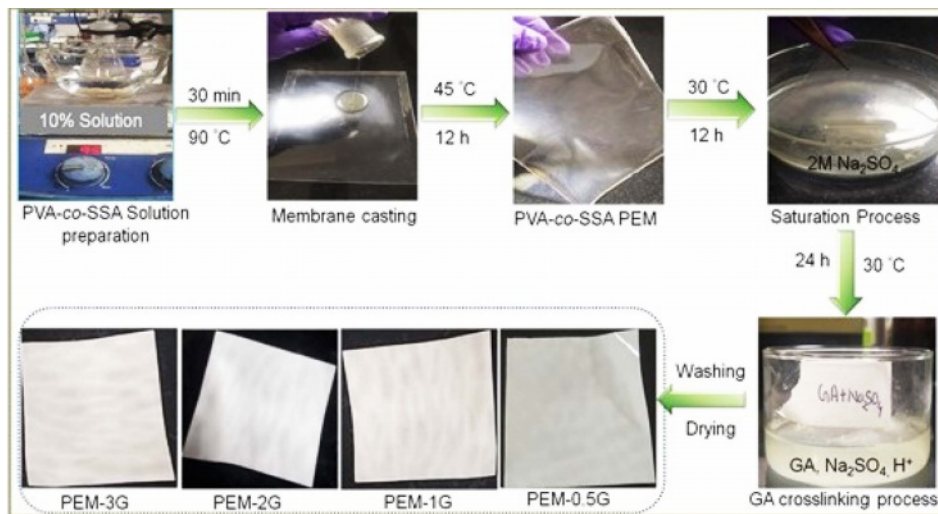 10% Solution
PVA-co-SSA Solution
preparation
30 min
90 °C
Membrane casting
45 °C
12 h
PVA-co-SSA PEM
30 °C
12 h
2M Na₂SO₄
Saturation Process
24 h
30 °C
GA+Na₂SO₄
GA, Na₂SO₄, H⁺
GA crosslinking process
Washing
Drying
PEM-3G
PEM-2G
PEM-1G
PEM-0.5G